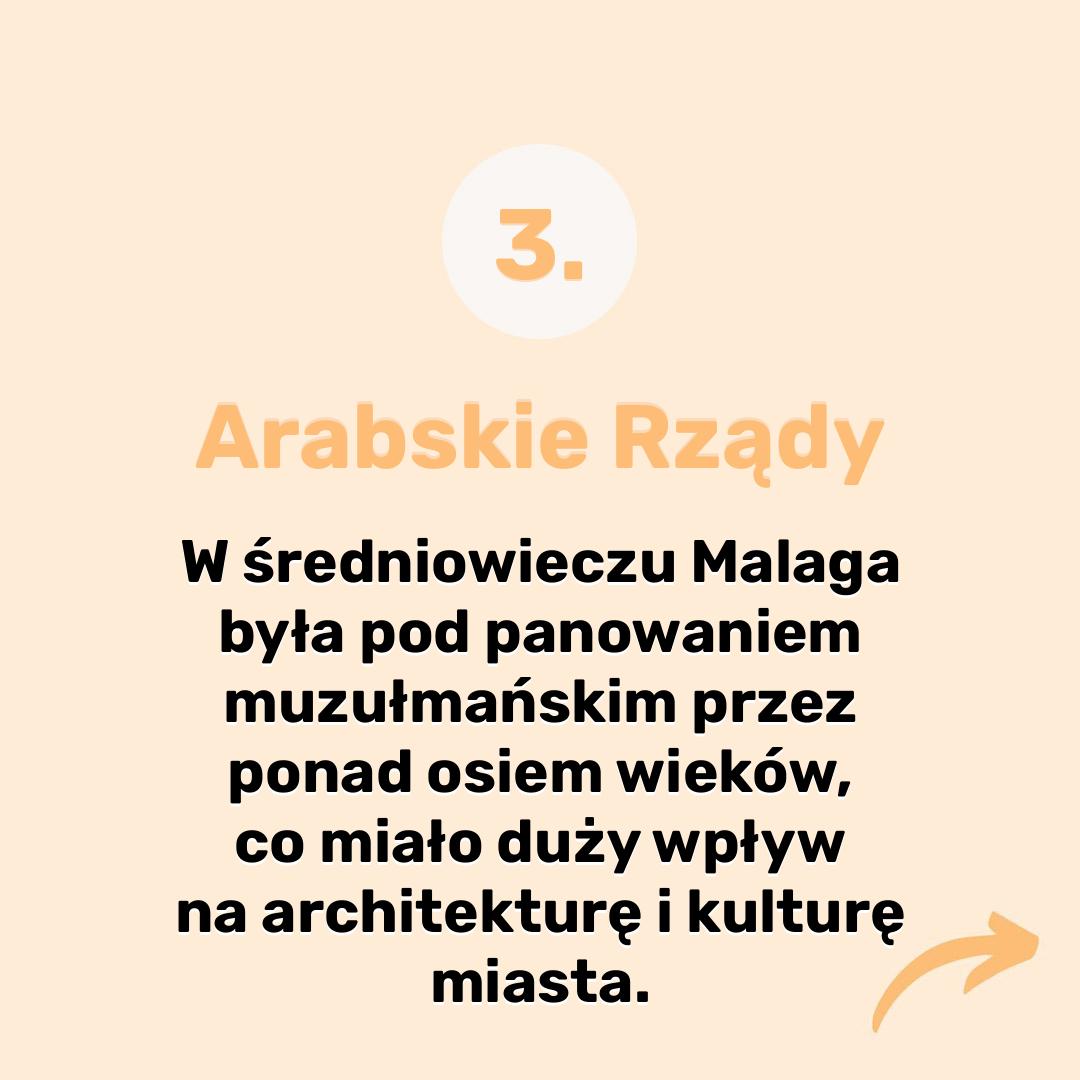 3.
Arabskie Rządy
W średniowieczu Malaga
była pod panowaniem
muzułmańskim przez
ponad osiem wieków,
co miało duży wpływ
na architekturę i kulturę
miasta.